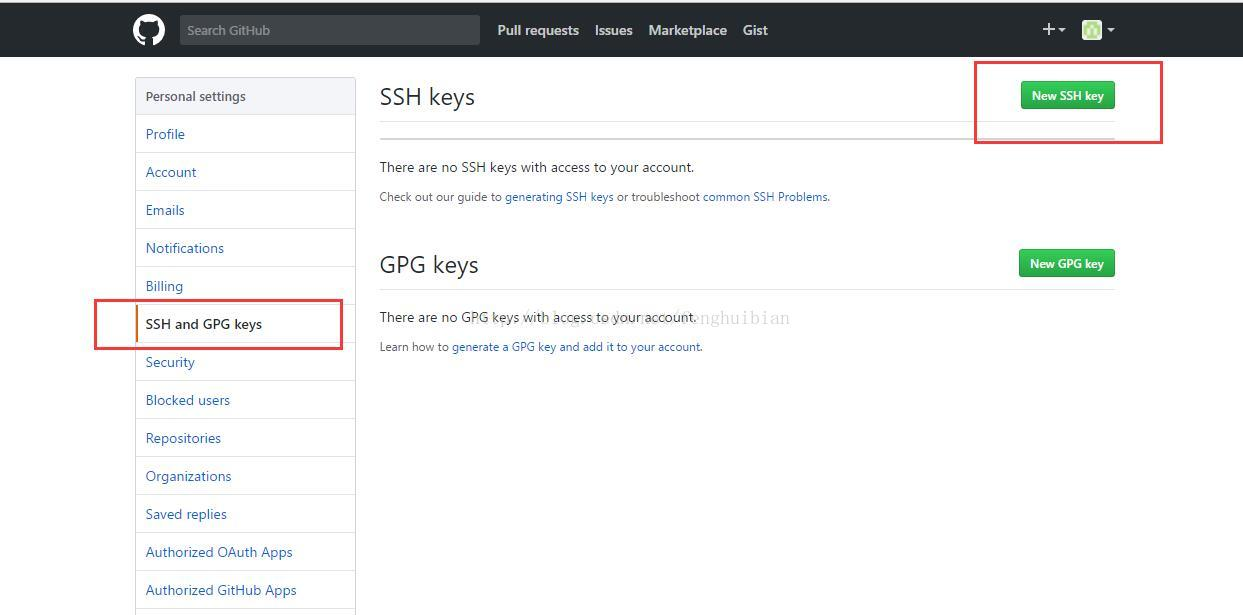 Search GitHub
Pull requests
Issues
Marketplace
Gist
Personal settings
Profile
Account
Emails
Notifications
Billing
SSH and GPG keys
Security
Blocked users
Repositories
Organizations
Saved replies
Authorized OAuth Apps
Authorized GitHub Apps
SSH keys
New SSH key
There are no SSH keys with access to your account.
Check out our guide to generating SSH keys or troubleshoot common SSH Problems.
GPG keys
New GPG key
There are no GPG keys with access to your account.
Learn how to generate a GPG key and add it to your account.